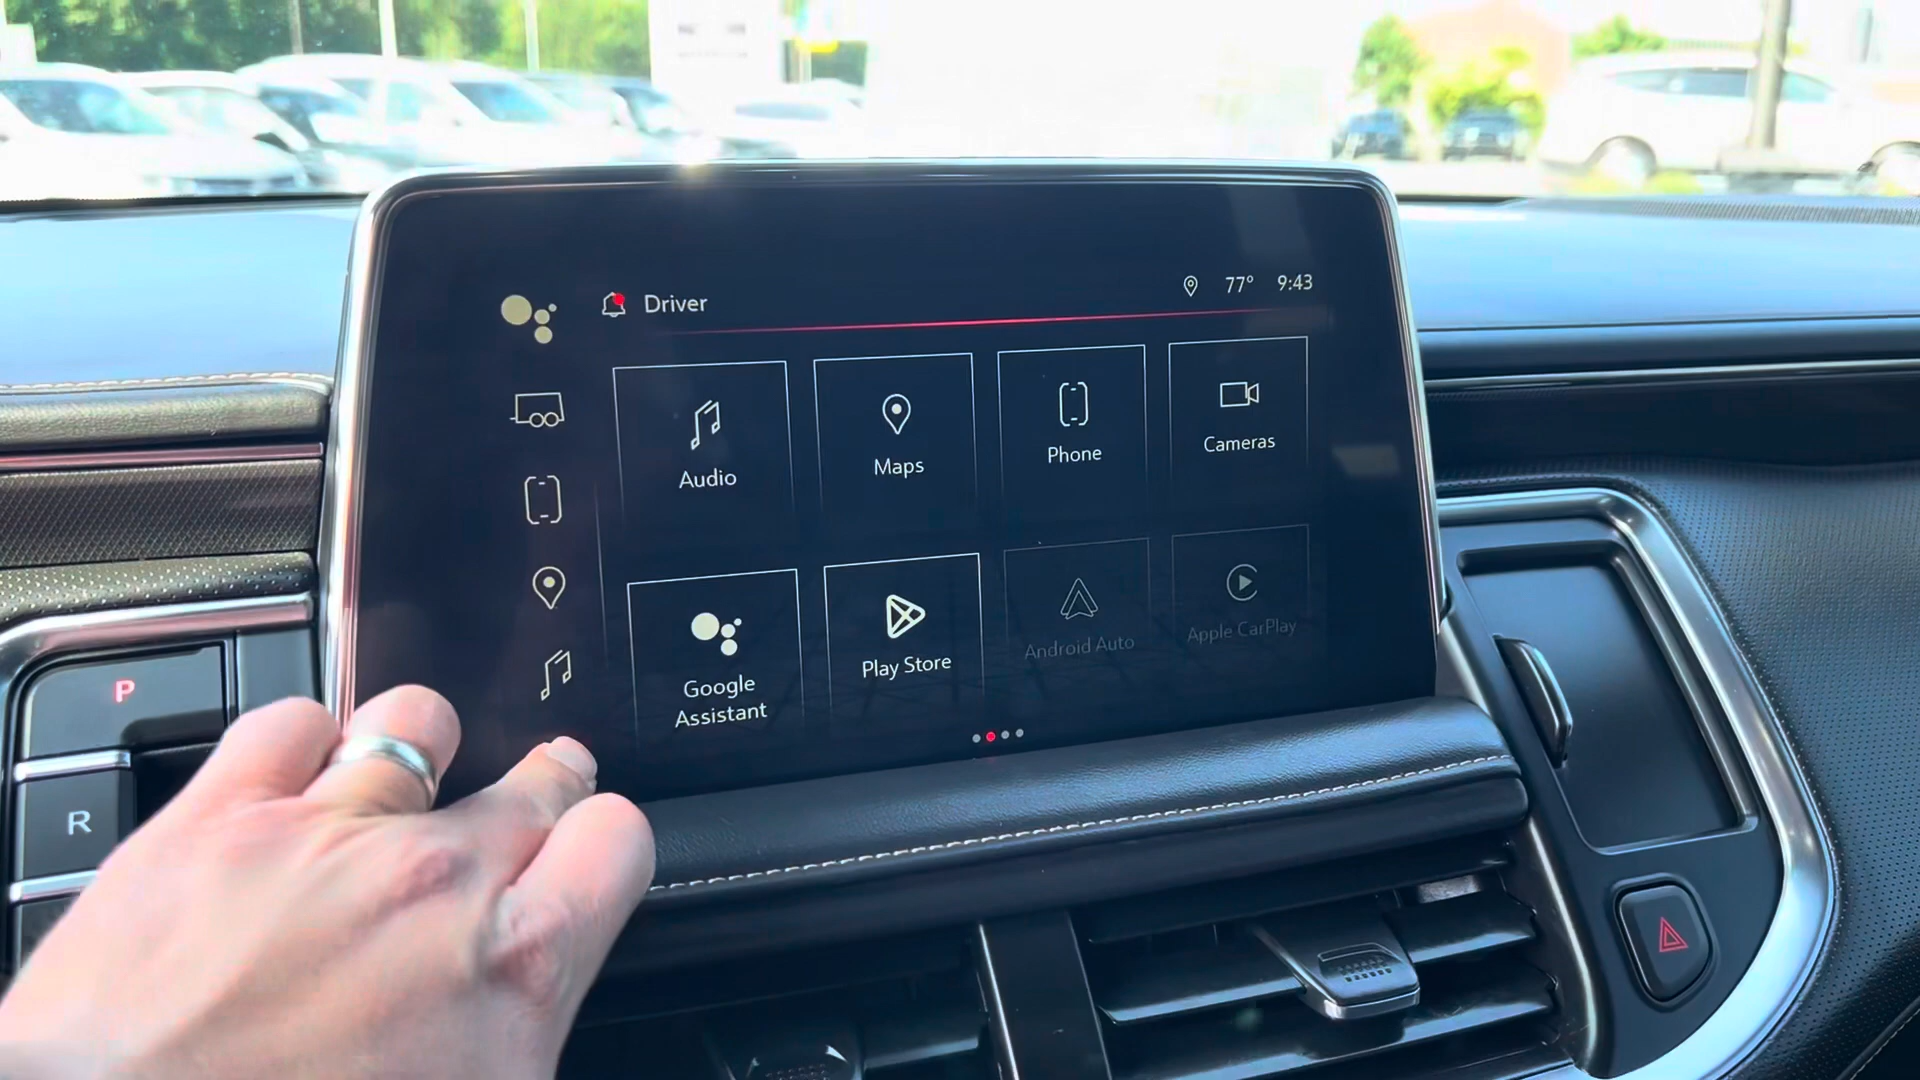 Driver
77° 9:43
Audio
Maps
Phone
Cameras
Google
Assistant
Play Store
Android Auto
Apple CarPlay
P
R